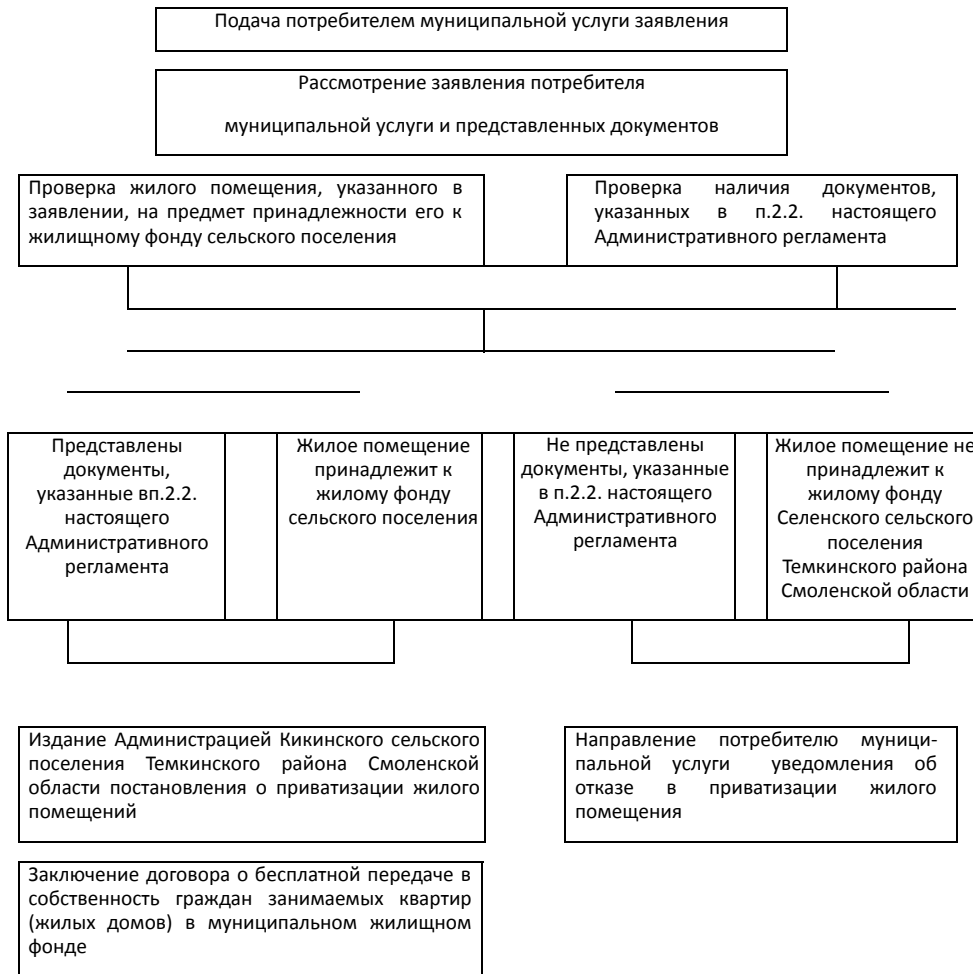 Подача потребителем муниципальной услуги заявления
Рассмотрение заявления потребителя
муниципальной услуги и представленных документов
Проверка жилого помещения, указанного в
заявлении, на предмет принадлежности его к
жилищному фонду сельского поселения
Проверка наличия документов,
указанных в п.2.2. настоящего
Административного регламента
Представлены
документы,
указанные вп.2.2.
настоящего
Административного
регламента
Жилое помещение
принадлежит к
жилому фонду
сельского поселения
Не представлены
документы, указанные
в п.2.2. настоящего
Административного
регламента
Жилое помещение не
принадлежит к
жилому фонду
Селенского сельского
поселения
Темкинского района
Смоленской области
Издание Администрацией Кикинского сельского
поселения Темкинского района Смоленской
области постановления о приватизации жилого
помещений
Направление потребителю муници-
пальной услуги уведомления об
отказе в приватизации жилого
помещения
Заключение договора о бесплатной передаче в
собственность граждан занимаемых квартир
(жилых домов) в муниципальном жилищном
фонде